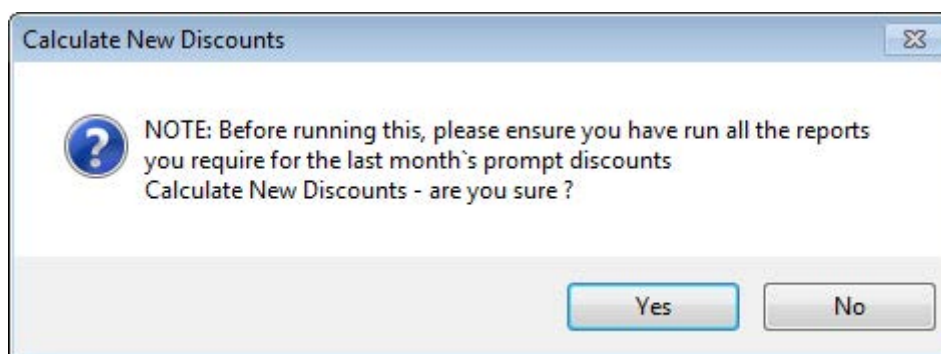 Calculate New Discounts
NOTE: Before running this, please ensure you have run all the reports
you require for the last month`s prompt discounts
Calculate New Discounts - are you sure ?
Yes
No